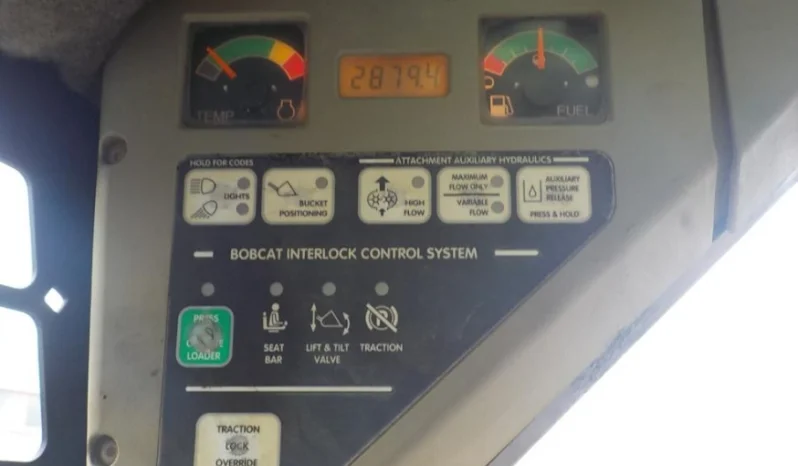 2879.4
TEMP
FUEL
HOLD FOR CODES
ATTACHMENT AUXILIARY HYDRAULICS
LIGHTS
BUCKET
POSITIONING
HIGH
FLOW
MAXIMUM
FLOW ONLY
VARIABLE
FLOW
AUXILIARY
PRESSURE
RELEASE
PRESS & HOLD
BOBCAT INTERLOCK CONTROL SYSTEM
PRESS
LOADER
SEAT
BAR
LIFT & TILT
VALVE
TRACTION
TRACTION
LOCK
OVERRIDE